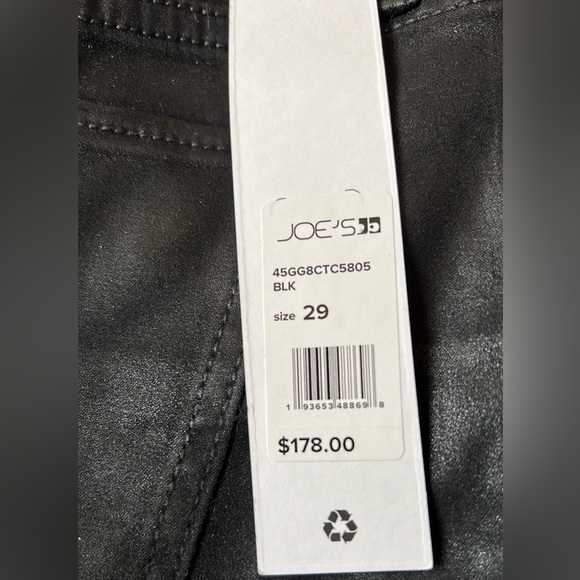 JOE'S
45GG8CTC5805
BLK
size 29
1 93653 48869 8
$178.00